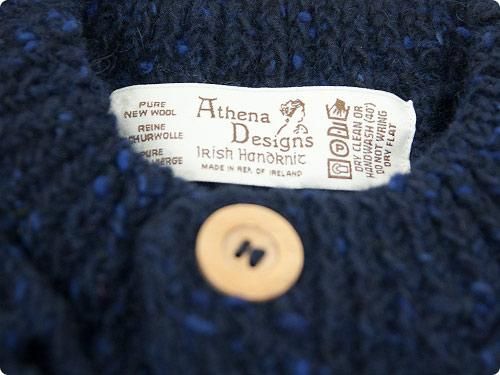 PURE
NEW WOOL
REINE
SCHURWOLLE
PURE
Athena
Designs
Irish Handknit
MADE IN REP. OF IRELAND
DRY CLEAN OR
HANDWASH (40°)
DO NOT WRING
DRY FLAT